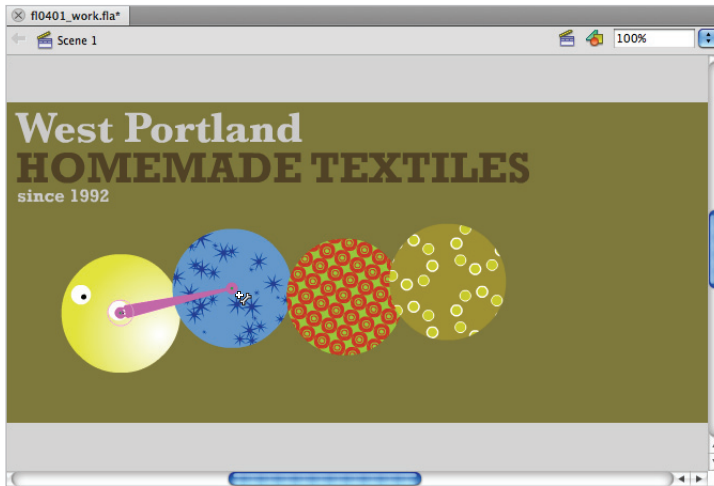 fl0401_work.fla*
Scene 1
100%
West Portland
HOMEMADE TEXTILES
since 1992